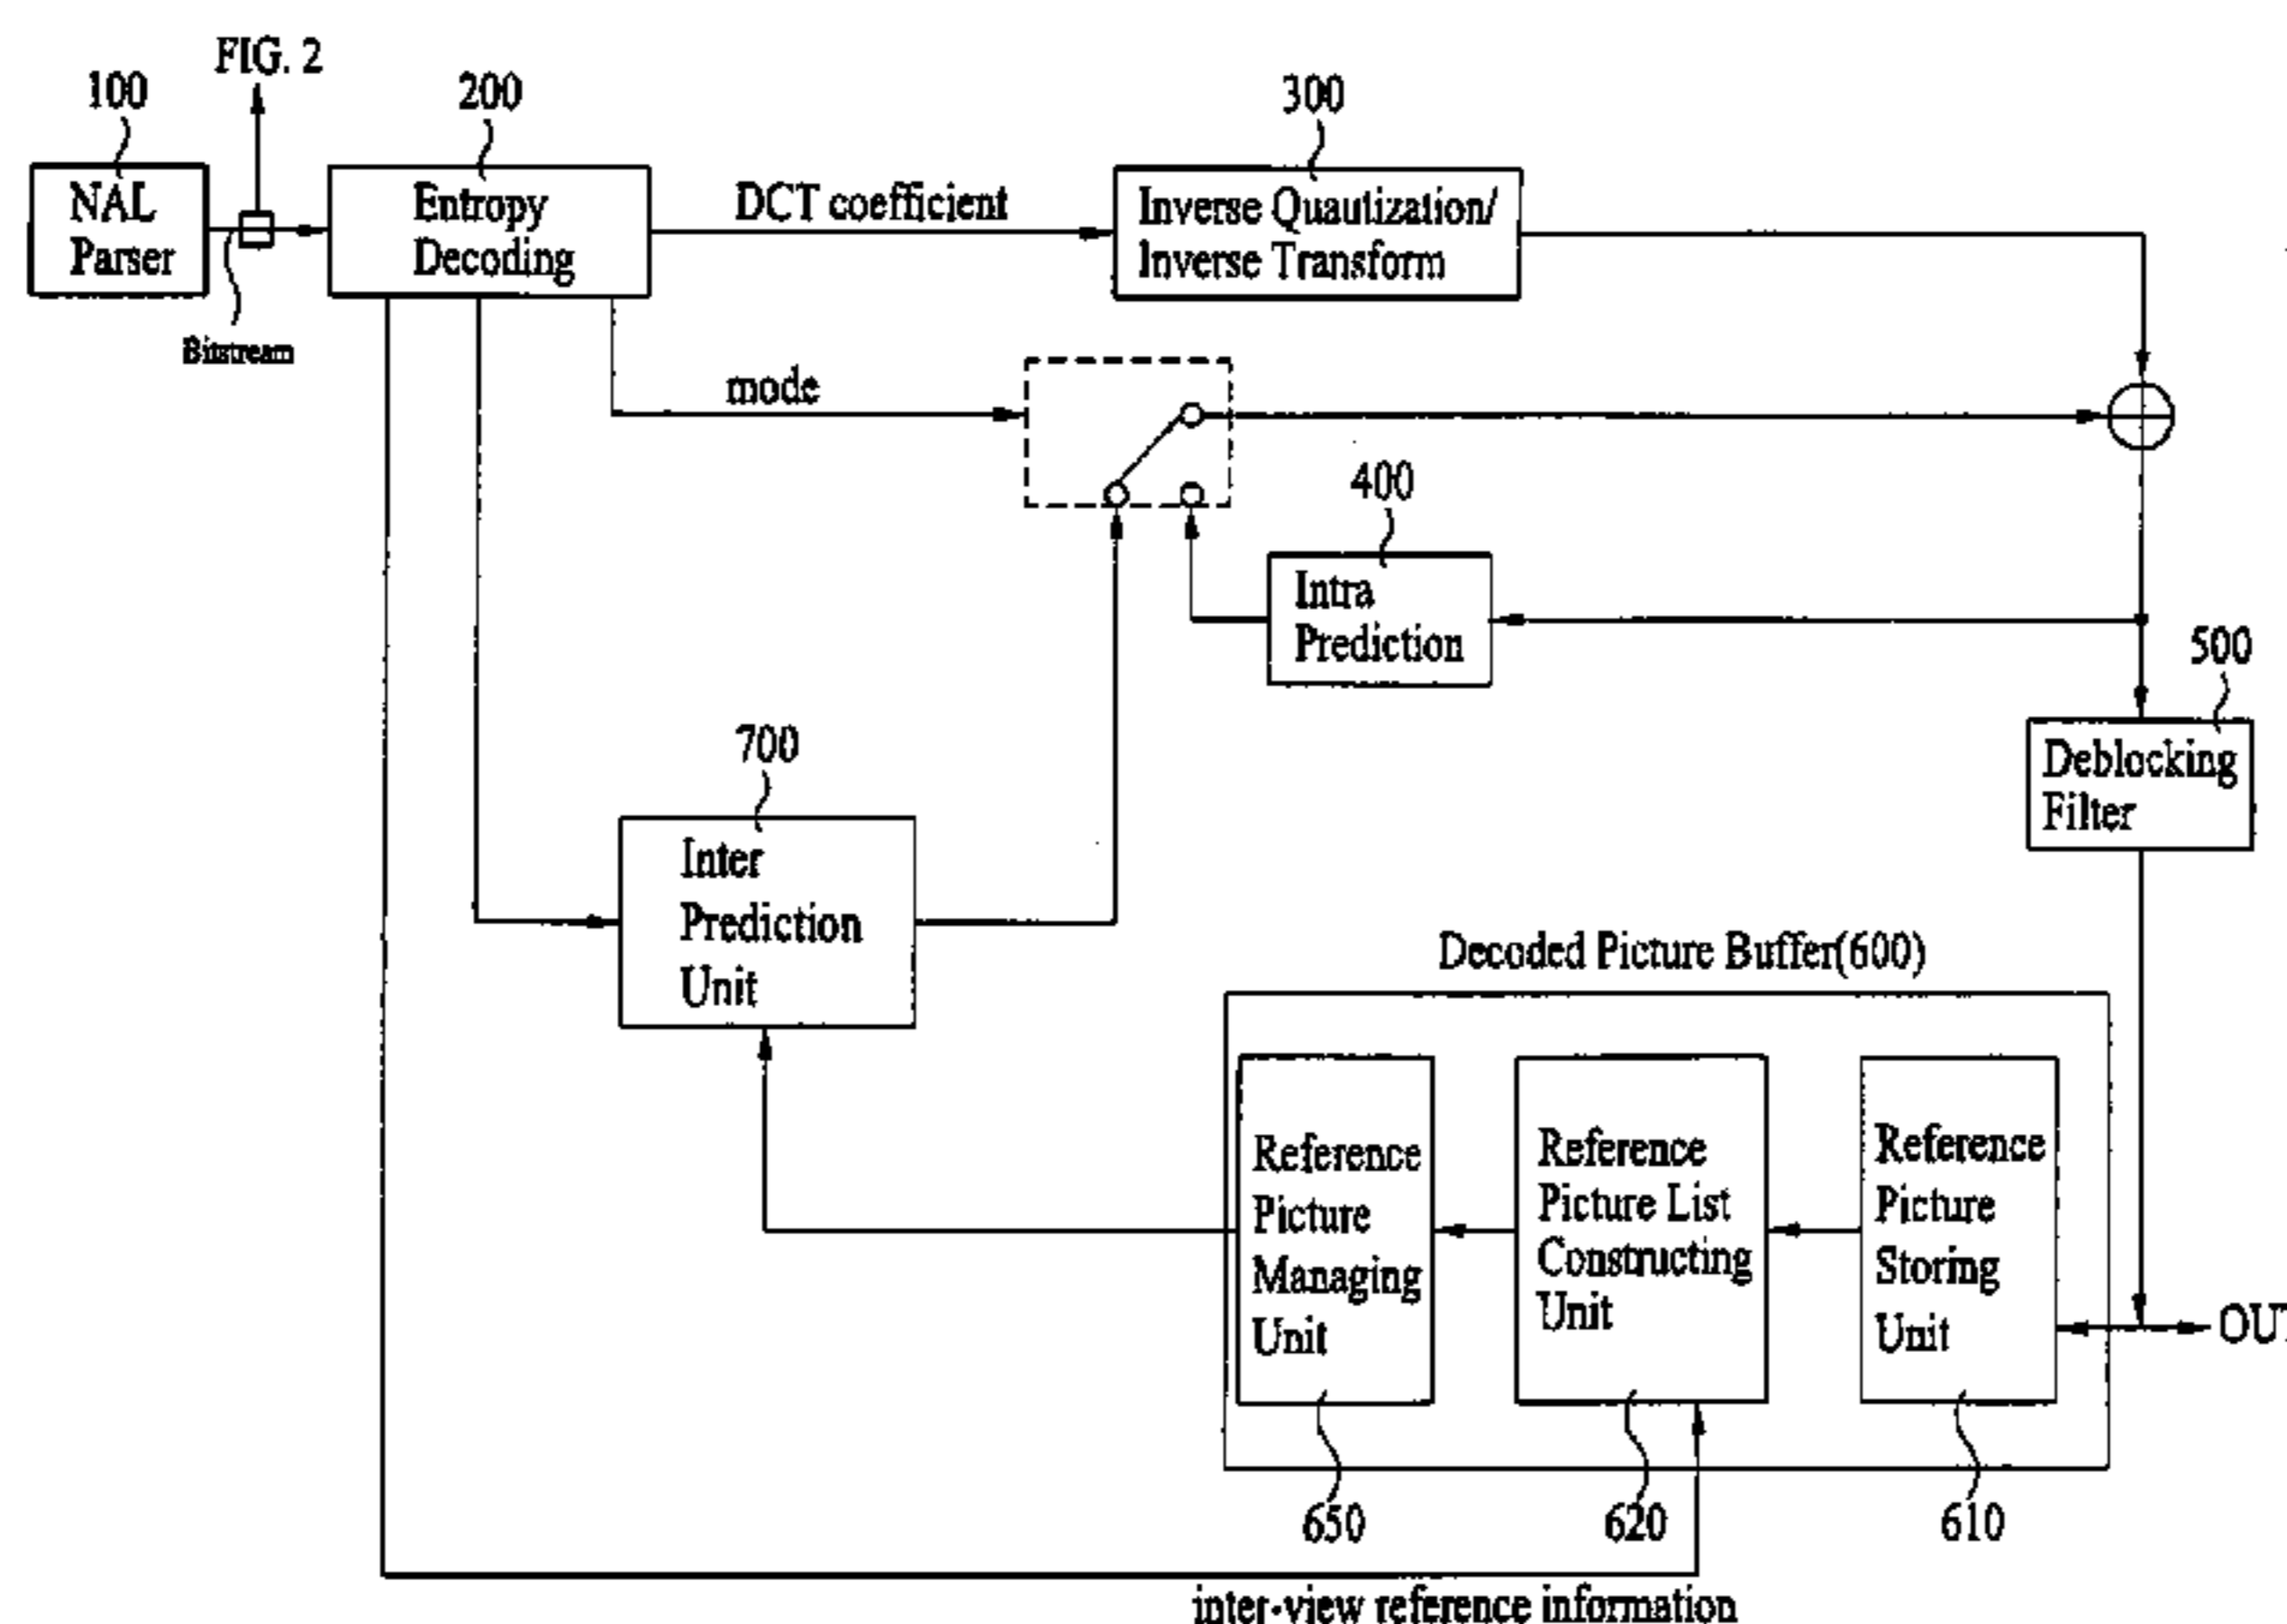 FIG. 2
100
200
300
NAL
Parser
Entropy
Decoding
DCT coefficient
Inverse Quautization/
Inverse Transform
Bitstream
mode
400
Intra
Prediction
500
Deblocking
Filter
700
Inter
Prediction
Unit
Decoded Picture Buffer(600)
Reference
Picture
Managing
Unit
Reference
Picture List
Constructing
Unit
Reference
Picture
Storing
Unit
OUT
650
620
610
inter-view reference information